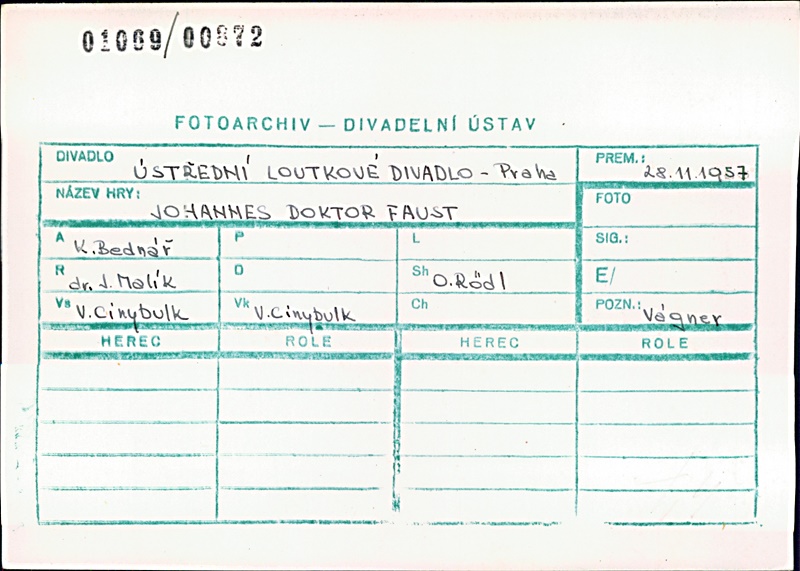 01069/00872
FOTOARCHIV — DIVADELNÍ ÚSTAV
DIVADLO ÚSTŘEDNÍ LOUTKOVÉ DIVADLO - Praha
PREM.: 28.11.1957
NÁZEV HRY: JOHANNES DOKTOR FAUST
FOTO
A K. Bednář
P
L
SIG.:
R dr. J. Malík
O
Sh O. Rödl
E/
Vs V. Cinybulk
Vk V. Cinybulk
Ch
POZN.: Vágner
HEREC ROLE HEREC ROLE